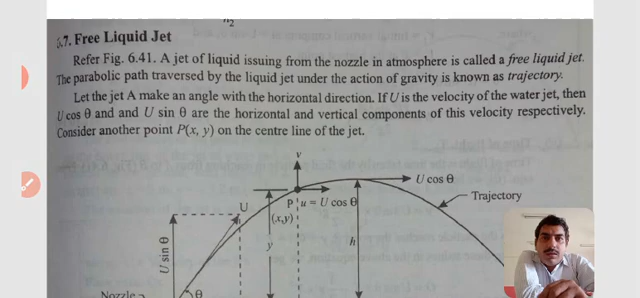 6.7. Free Liquid Jet
Refer Fig. 6.41. A jet of liquid issuing from the nozzle in atmosphere is called a free liquid jet.
The parabolic path traversed by the liquid jet under the action of gravity is known as trajectory.
Let the jet A make an angle with the horizontal direction. If U is the velocity of the water jet, then
U cos θ and and U sin θ are the horizontal and vertical components of this velocity respectively.
Consider another point P(x, y) on the centre line of the jet.
v
U cos θ
Trajectory
U
P
u = U cos θ
(x,y)
U sin θ
y
h
Nozzle
θ